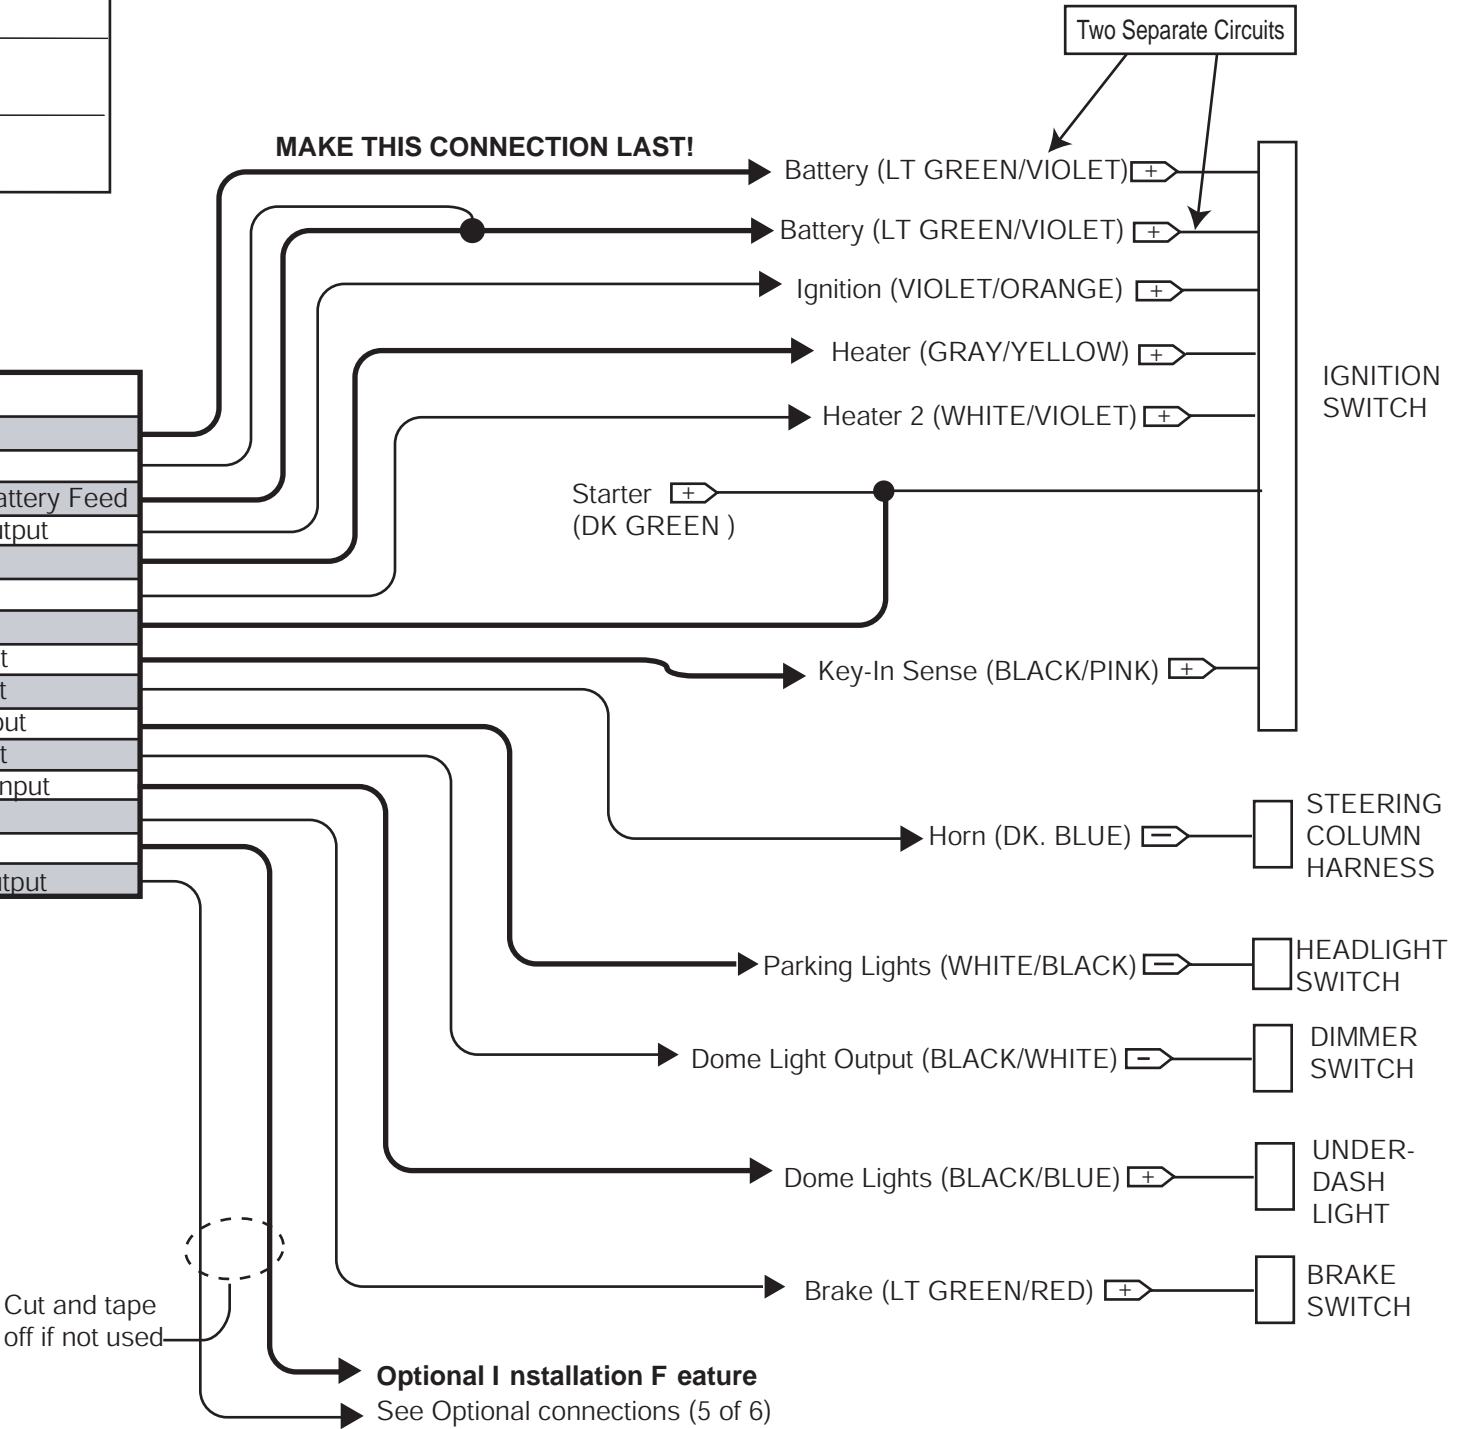 Two Separate Circuits
MAKE THIS CONNECTION LAST!
Battery (LT GREEN/VIOLET) +
Battery (LT GREEN/VIOLET) +
Ignition (VIOLET/ORANGE) +
Heater (GRAY/YELLOW) +
IGNITION
SWITCH
Heater 2 (WHITE/VIOLET) +
attery Feed
Starter +
(DK GREEN )
tput
t
Key-In Sense (BLACK/PINK) +
t
out
t
nput
STEERING
COLUMN
HARNESS
Horn (DK. BLUE) −
tput
HEADLIGHT
SWITCH
Parking Lights (WHITE/BLACK) −
DIMMER
SWITCH
Dome Light Output (BLACK/WHITE) -
UNDER-
DASH
LIGHT
Dome Lights (BLACK/BLUE) +
BRAKE
SWITCH
Brake (LT GREEN/RED) +
Cut and tape
off if not used
Optional I nstallation F eature
See Optional connections (5 of 6)